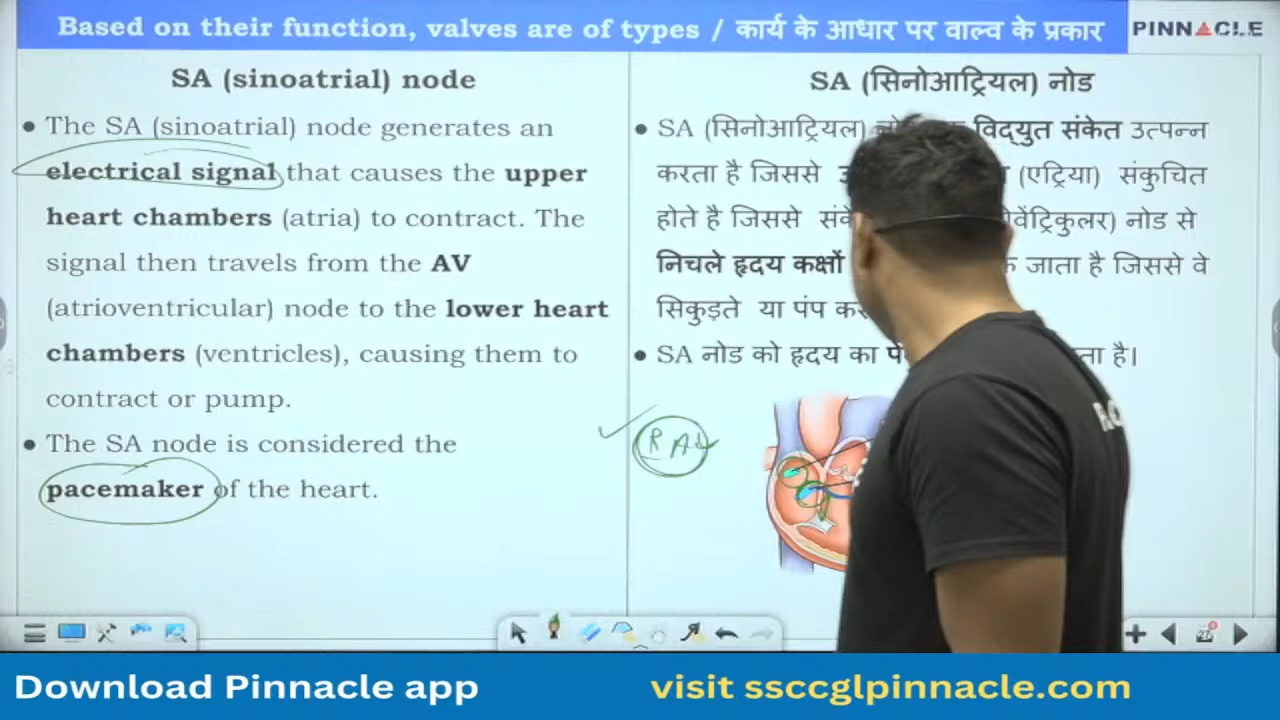 Based on their function, valves are of types / कार्य के आधार पर वाल्व के प्रकार
PINNACLE
SA (sinoatrial) node
• The SA (sinoatrial) node generates an
electrical signal that causes the upper
heart chambers (atria) to contract. The
signal then travels from the AV
(atrioventricular) node to the lower heart
chambers (ventricles), causing them to
contract or pump.
• The SA node is considered the
pacemaker of the heart.
SA (सिनोआट्रियल) नोड
• SA (सिनोआट्रियल) विद्युत संकेत उत्पन्न
करता है जिससे (एट्रिया) संकुचित
होते है जिससे नोड से
निचले हृदय कक्षों जाता है जिससे वे
सिकुड़ते या पंप
• SA नोड को हृदय का है।
RA
Download Pinnacle app
visit ssccglpinnacle.com